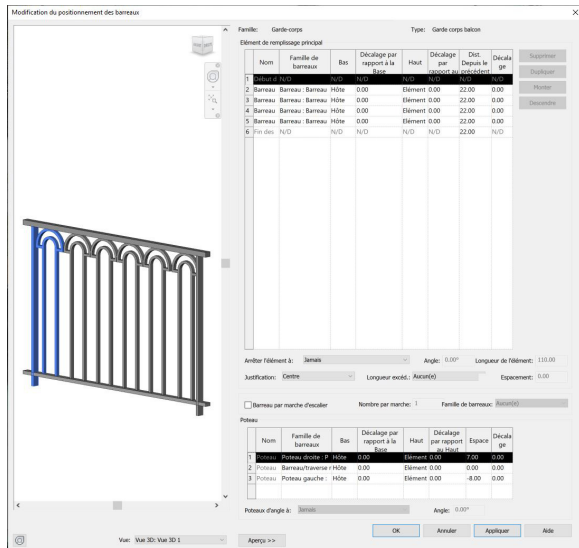 Modification du positionnement des barreaux
Famille: Garde-corps Type: Garde corps balcon
Elément de remplissage principal
Nom Famille de barreaux Bas Décalage par rapport à la Base Haut Décalage par rapport au Dist. Depuis le précédent Décala ge
1 Début d N/D N/D N/D N/D N/D N/D N/D
2 Barreau Barreau : Barreau Hôte 0.00 Elément 0.00 22.00 0.00
3 Barreau Barreau : Barreau Hôte 0.00 Elément 0.00 22.00 0.00
4 Barreau Barreau : Barreau Hôte 0.00 Elément 0.00 22.00 0.00
5 Barreau Barreau : Barreau Hôte 0.00 Elément 0.00 22.00 0.00
6 Fin des N/D N/D N/D N/D N/D 22.00 N/D
Supprimer
Dupliquer
Monter
Descendre
Arrêter l'élément à: Jamais Angle: 0.00° Longueur de l'élément: 110.00
Justification: Centre Longueur excéd.: Aucun(e) Espacement: 0.00
Barreau par marche d'escalier Nombre par marche: 1 Famille de barreaux: Aucun(e)
Poteau
Nom Famille de barreaux Bas Décalage par rapport à la Base Haut Décalage par rapport au Haut Espace Décala ge
1 Poteau Poteau droite : P Hôte 0.00 Elément 0.00 7.00 0.00
2 Poteau Barreau/traverse r Hôte 0.00 Elément 0.00 0.00 0.00
3 Poteau Poteau gauche : Hôte 0.00 Elément 0.00 -8.00 0.00
Poteaux d'angle à: Jamais Angle: 0.00°
Vue: Vue 3D: Vue 3D 1
Aperçu >>
OK Annuler Appliquer Aide